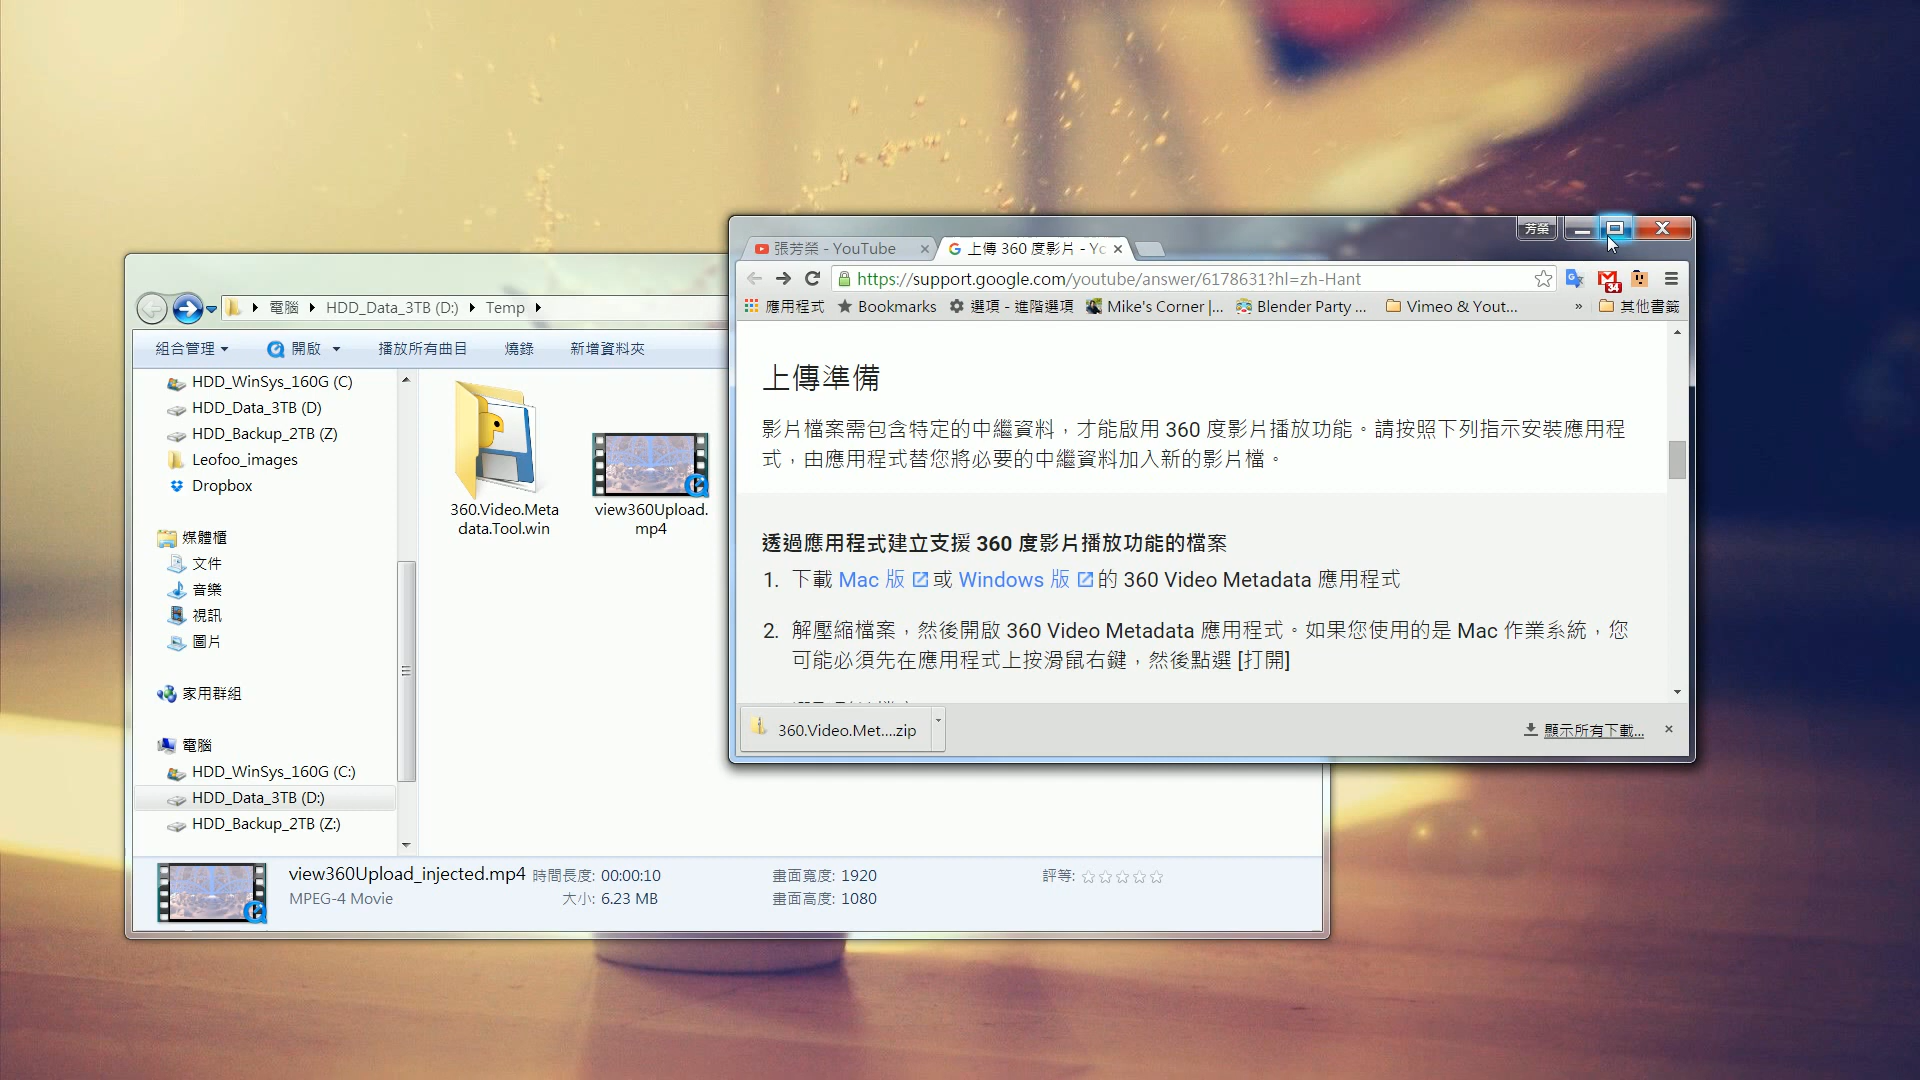 電腦 HDD_Data_3TB (D:) Temp
組合管理 開啟 播放所有曲目 燒錄 新增資料夾
HDD_WinSys_160G (C)
HDD_Data_3TB (D)
HDD_Backup_2TB (Z)
Leofoo_images
Dropbox
媒體櫃
文件
音樂
視訊
圖片
家用群組
電腦
HDD_WinSys_160G (C:)
HDD_Data_3TB (D:)
HDD_Backup_2TB (Z:)
360.Video.Meta
data.Tool.win
view360Upload.
mp4
view360Upload_injected.mp4 時間長度: 00:00:10 畫面寬度: 1920 評等:
MPEG-4 Movie 大小: 6.23 MB 畫面高度: 1080
芳榮
張芳榮 - YouTube 上傳 360 度影片 - Yo
https://support.google.com/youtube/answer/6178631?hl=zh-Hant
34
應用程式 Bookmarks 選項 - 進階選項 Mike's Corner |... Blender Party ... Vimeo & Yout... » 其他書籤
上傳準備
影片檔案需包含特定的中繼資料，才能啟用 360 度影片播放功能。請按照下列指示安裝應用程
式，由應用程式替您將必要的中繼資料加入新的影片檔。
透過應用程式建立支援 360 度影片播放功能的檔案
1. 下載 Mac 版 或 Windows 版 的 360 Video Metadata 應用程式
2. 解壓縮檔案，然後開啟 360 Video Metadata 應用程式。如果您使用的是 Mac 作業系統，您
可能必須先在應用程式上按滑鼠右鍵，然後點選 [打開]
360.Video.Met....zip 顯示所有下載...